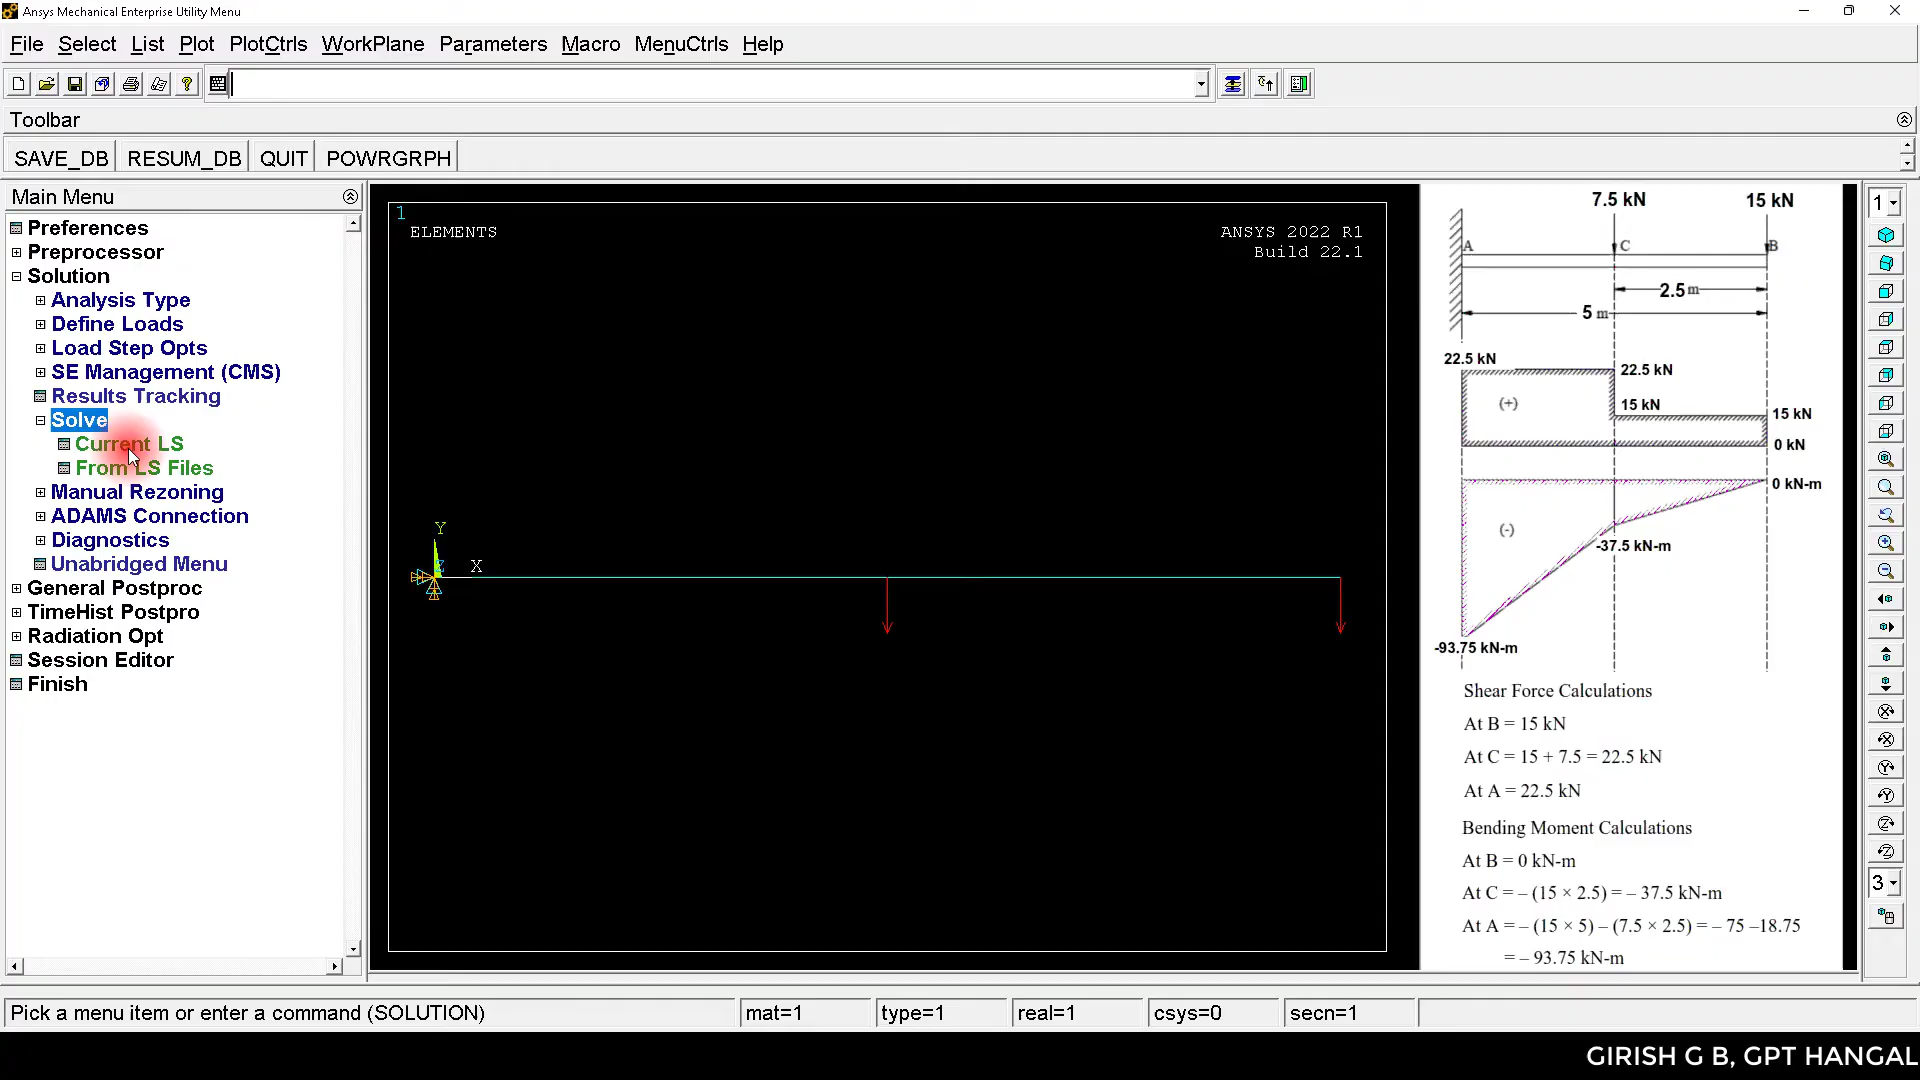 Ansys Mechanical Enterprise Utility Menu
File Select List Plot PlotCtrls WorkPlane Parameters Macro MenuCtrls Help
Toolbar
SAVE_DB RESUM_DB QUIT POWRGRPH
Main Menu
Preferences
Preprocessor
Solution
Analysis Type
Define Loads
Load Step Opts
SE Management (CMS)
Results Tracking
Solve
Current LS
From LS Files
Manual Rezoning
ADAMS Connection
Diagnostics
Unabridged Menu
General Postproc
TimeHist Postpro
Radiation Opt
Session Editor
Finish
1
ELEMENTS
ANSYS 2022 R1
Build 22.1
Y
Z
X
7.5 kN 15 kN
A C B
2.5 m
5 m
22.5 kN
22.5 kN
(+)
15 kN
15 kN
0 kN
0 kN-m
(-)
-37.5 kN-m
-93.75 kN-m
Shear Force Calculations
At B = 15 kN
At C = 15 + 7.5 = 22.5 kN
At A = 22.5 kN
Bending Moment Calculations
At B = 0 kN-m
At C = – (15 × 2.5) = – 37.5 kN-m
At A = – (15 × 5) – (7.5 × 2.5) = – 75 –18.75
= – 93.75 kN-m
1
3
Pick a menu item or enter a command (SOLUTION)
mat=1
type=1
real=1
csys=0
secn=1
GIRISH G B, GPT HANGAL